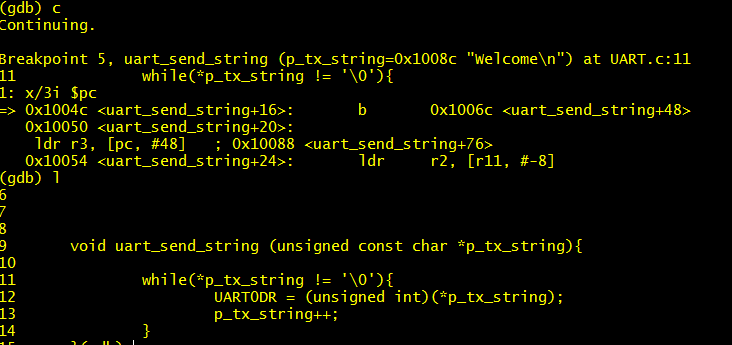 (gdb) c
Continuing.
Breakpoint 5, uart_send_string (p_tx_string=0x1008c "Welcome\n") at UART.c:11
11 while(*p_tx_string != '\0'){
1: x/3i $pc
=> 0x1004c <uart_send_string+16>: b 0x1006c <uart_send_string+48>
0x10050 <uart_send_string+20>:
ldr r3, [pc, #48] ; 0x10088 <uart_send_string+76>
0x10054 <uart_send_string+24>: ldr r2, [r11, #-8]
(gdb) l
6
7
8
9 void uart_send_string (unsigned const char *p_tx_string){
10
11 while(*p_tx_string != '\0'){
12 UART0DR = (unsigned int)(*p_tx_string);
13 p_tx_string++;
14 }
15 }(gdb)